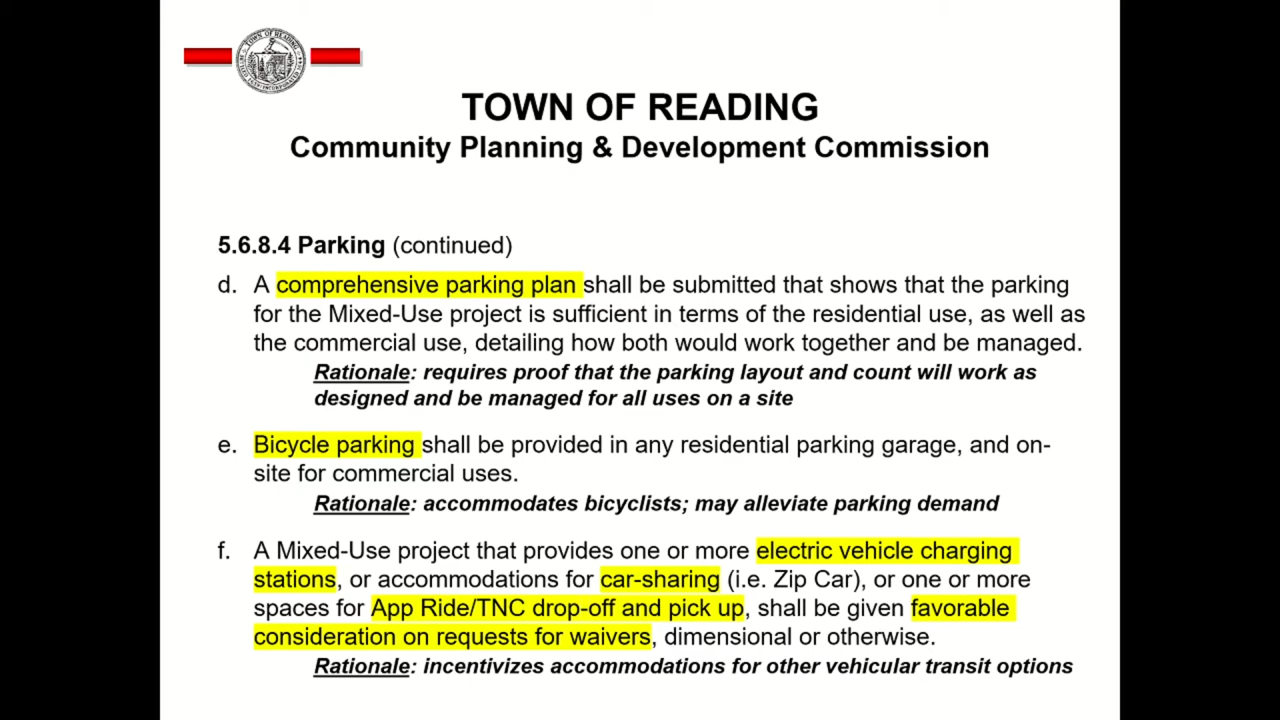 TOWN OF READING
Community Planning & Development Commission
5.6.8.4 Parking (continued)
d. A comprehensive parking plan shall be submitted that shows that the parking
for the Mixed-Use project is sufficient in terms of the residential use, as well as
the commercial use, detailing how both would work together and be managed.
Rationale: requires proof that the parking layout and count will work as
designed and be managed for all uses on a site
e. Bicycle parking shall be provided in any residential parking garage, and on-
site for commercial uses.
Rationale: accommodates bicyclists; may alleviate parking demand
f. A Mixed-Use project that provides one or more electric vehicle charging
stations, or accommodations for car-sharing (i.e. Zip Car), or one or more
spaces for App Ride/TNC drop-off and pick up, shall be given favorable
consideration on requests for waivers, dimensional or otherwise.
Rationale: incentivizes accommodations for other vehicular transit options